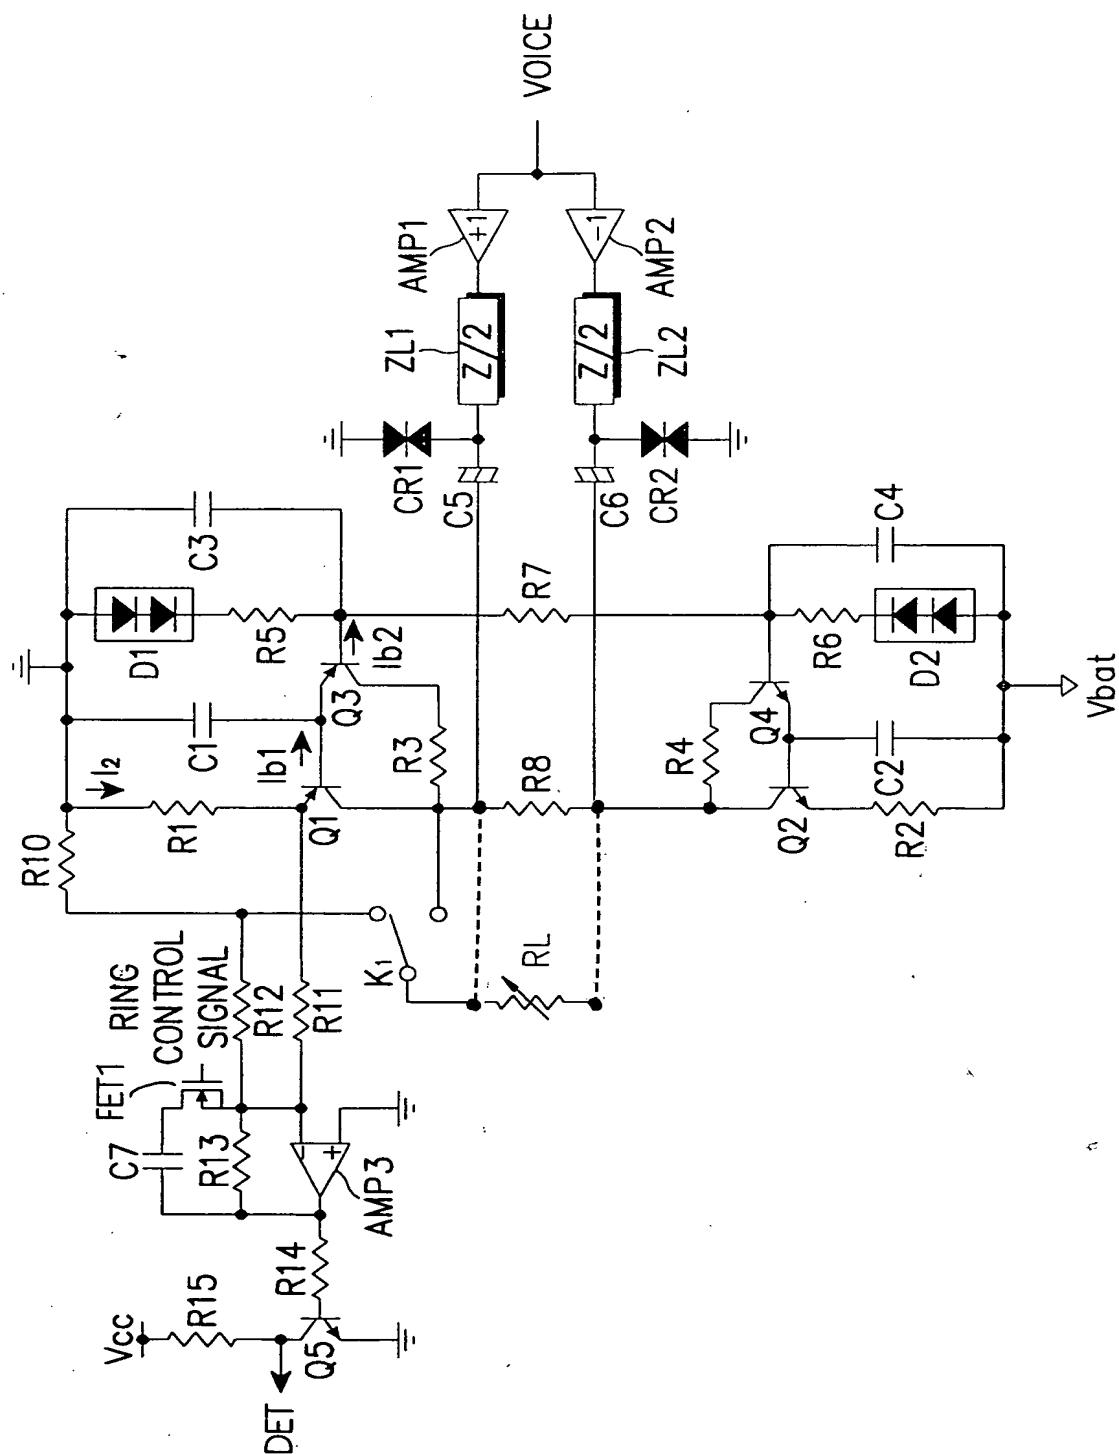 VOICE
AMP1
+1
AMP2
-1
ZL1
Z/2
ZL2
Z/2
CR1
C5
CR2
C6
C3
D1
R5
Ib2
C1
Q3
Ib1
R3
I2
R1
Q1
R10
R7
R8
C4
R6
D2
Q4
R4
C2
Q2
R2
Vbat
K1
RL
RING
CONTROL
SIGNAL
FET1
R12
R11
C7
R13
-
+
AMP3
R14
Vcc
R15
Q5
DET